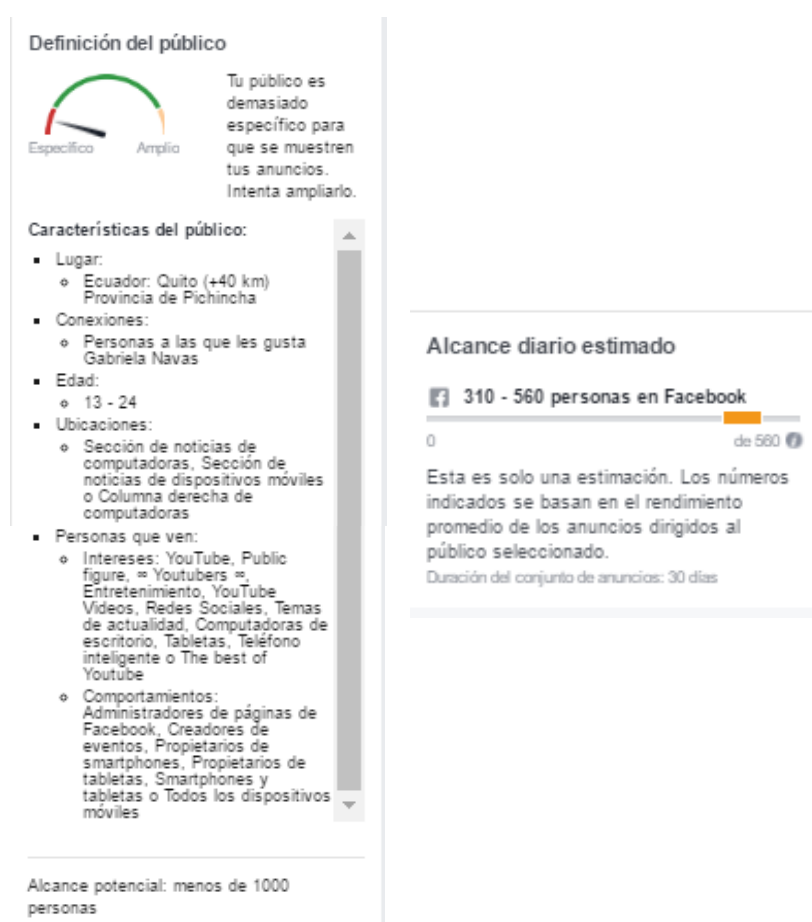 Definición del público
Tu público es
demasiado
específico para
que se muestren
tus anuncios.
Intenta ampliarlo.
Específico
Amplio
Características del público:
▪ Lugar:
∘ Ecuador: Quito (+40 km)
Provincia de Pichincha
▪ Conexiones:
∘ Personas a las que les gusta
Gabriela Navas
▪ Edad:
∘ 13 - 24
▪ Ubicaciones:
∘ Sección de noticias de
computadoras, Sección de
noticias de dispositivos móviles
o Columna derecha de
computadoras
▪ Personas que ven:
∘ Intereses: YouTube, Public
figure, ∞ Youtubers ∞,
Entretenimiento, YouTube
Videos, Redes Sociales, Temas
de actualidad, Computadoras de
escritorio, Tabletas, Teléfono
inteligente o The best of
Youtube
∘ Comportamientos:
Administradores de páginas de
Facebook, Creadores de
eventos, Propietarios de
smartphones, Propietarios de
tabletas, Smartphones y
tabletas o Todos los dispositivos
móviles
Alcance potencial: menos de 1000
personas
Alcance diario estimado
310 - 560 personas en Facebook
0
de 560
Esta es solo una estimación. Los números
indicados se basan en el rendimiento
promedio de los anuncios dirigidos al
público seleccionado.
Duración del conjunto de anuncios: 30 días